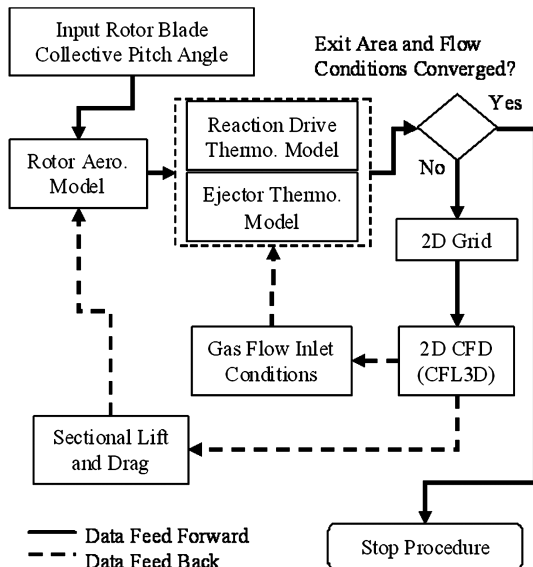 Input Rotor Blade
Collective Pitch Angle
Exit Area and Flow
Conditions Converged?
Yes
Reaction Drive
Thermo. Model
Rotor Aero.
Model
No
Ejector Thermo.
Model
2D Grid
Gas Flow Inlet
Conditions
2D CFD
(CFL3D)
Sectional Lift
and Drag
Data Feed Forward
Data Feed Back
Stop Procedure